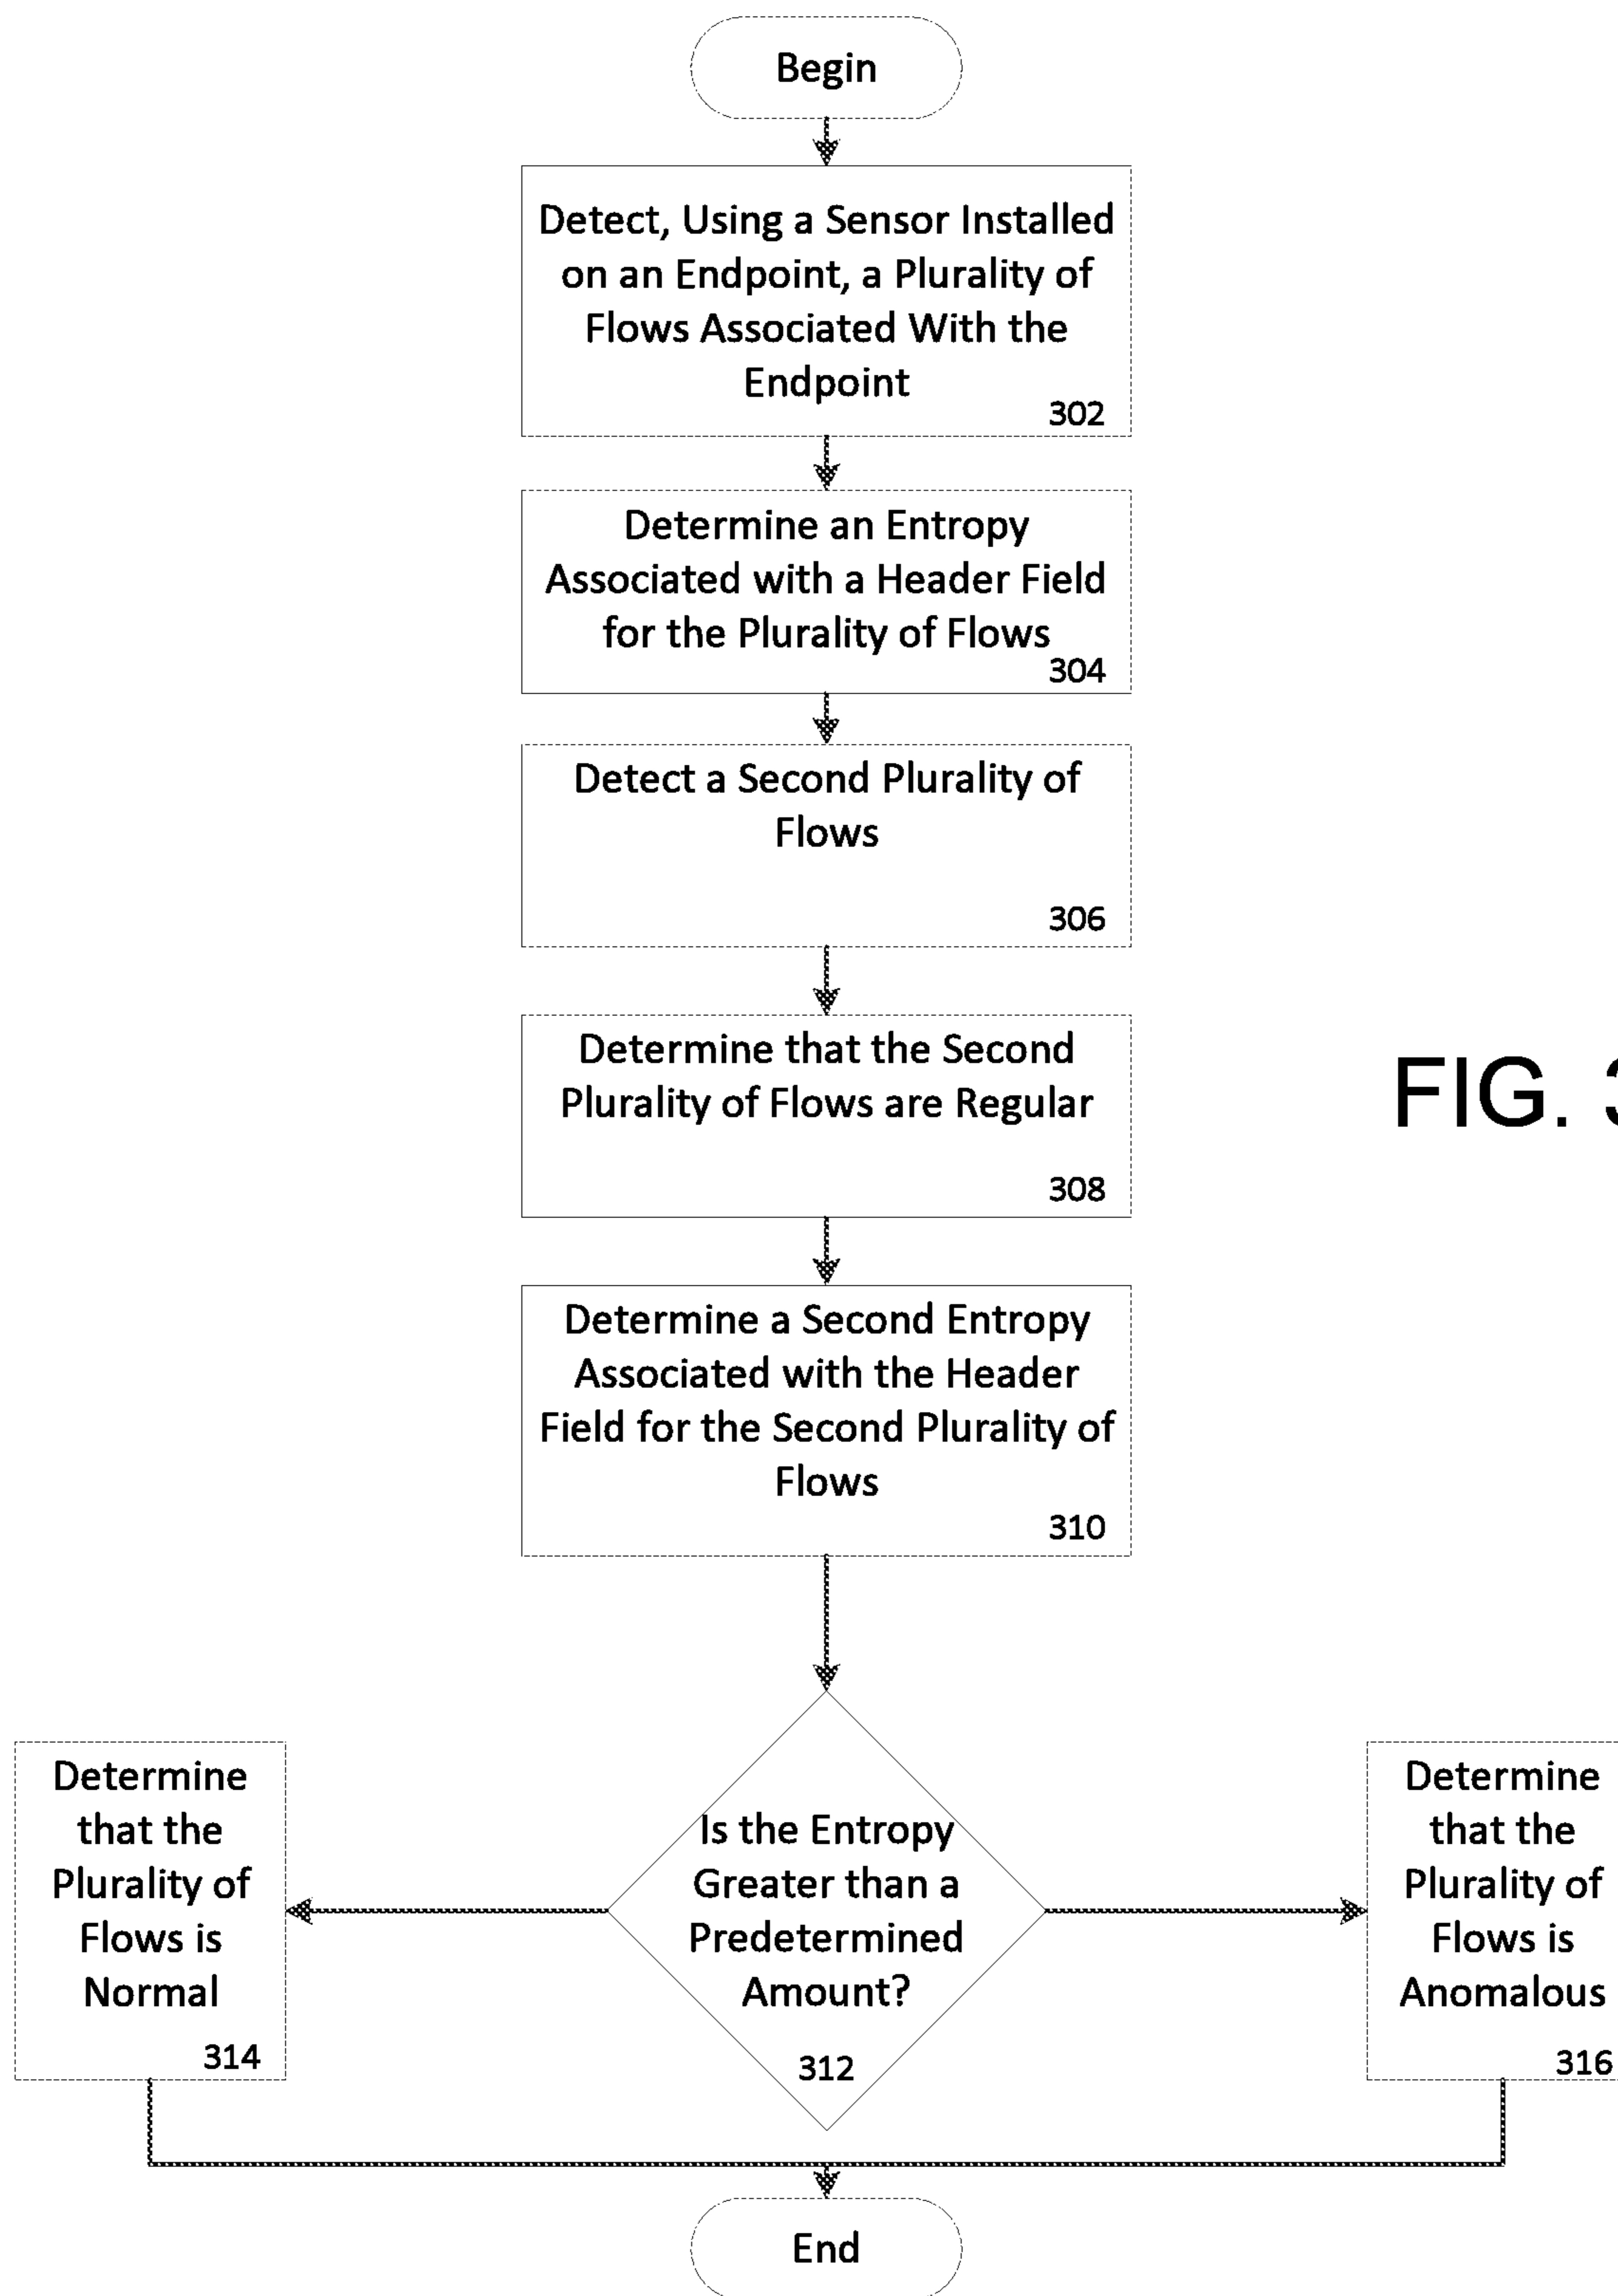 Begin
Detect, Using a Sensor Installed
on an Endpoint, a Plurality of
Flows Associated With the
Endpoint
302
Determine an Entropy
Associated with a Header Field
for the Plurality of Flows
304
Detect a Second Plurality of
Flows
306
Determine that the Second
Plurality of Flows are Regular
308
FIG. 3
Determine a Second Entropy
Associated with the Header
Field for the Second Plurality of
Flows
310
Is the Entropy
Greater than a
Predetermined
Amount?
312
Determine
that the
Plurality of
Flows is
Normal
314
Determine
that the
Plurality of
Flows is
Anomalous
316
End